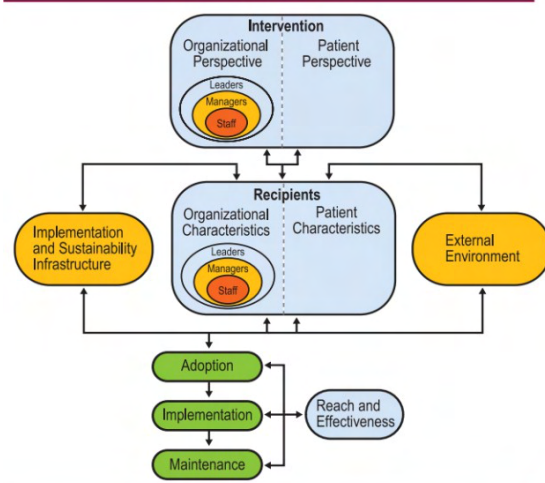 Intervention
Organizational
Perspective
Leaders
Managers
Staff
Patient
Perspective
Recipients
Organizational
Characteristics
Leaders
Managers
Staff
Patient
Characteristics
Implementation
and Sustainability
Infrastructure
External
Environment
Adoption
Implementation
Maintenance
Reach and
Effectiveness